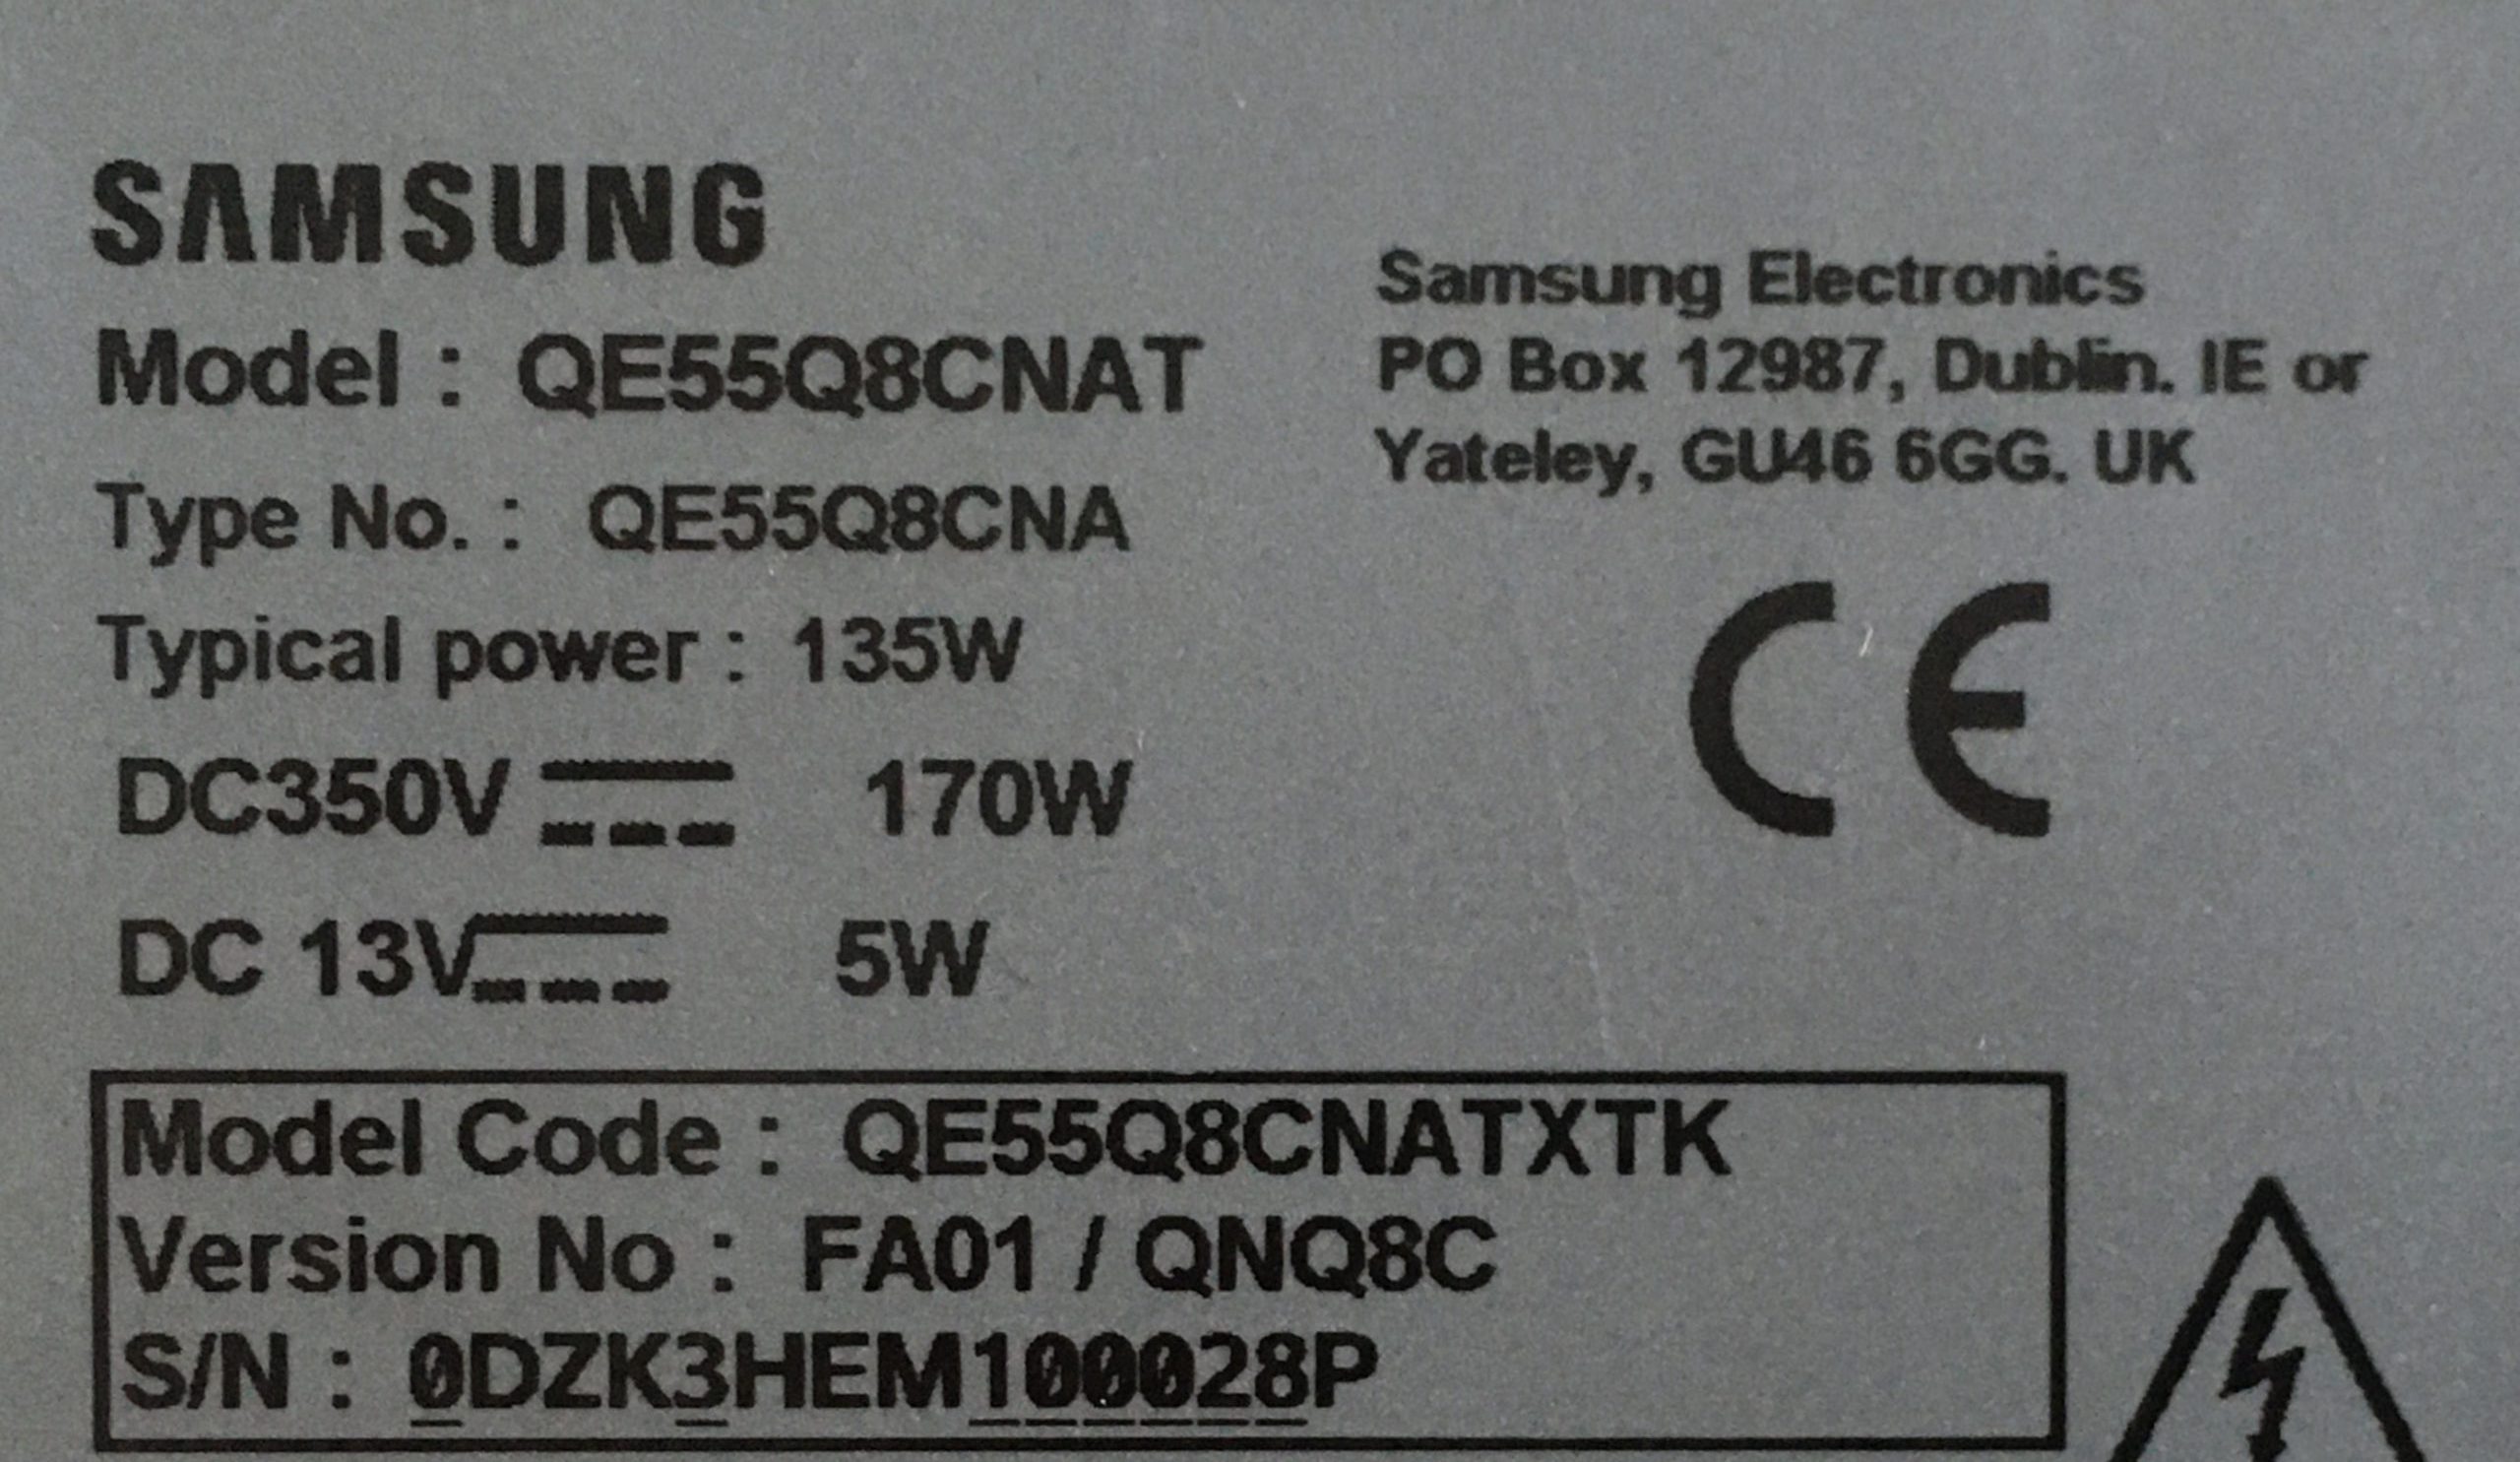 SAMSUNG
Model : QE55Q8CNAT
Type No. : QE55Q8CNA
Typical power : 135W
DC350V 170W
DC 13V 5W
Samsung Electronics
PO Box 12987, Dublin. IE or
Yateley, GU46 6GG. UK
CE
Model Code : QE55Q8CNATXTK
Version No : FA01 / QNQ8C
S/N : 0DZK3HEM100028P